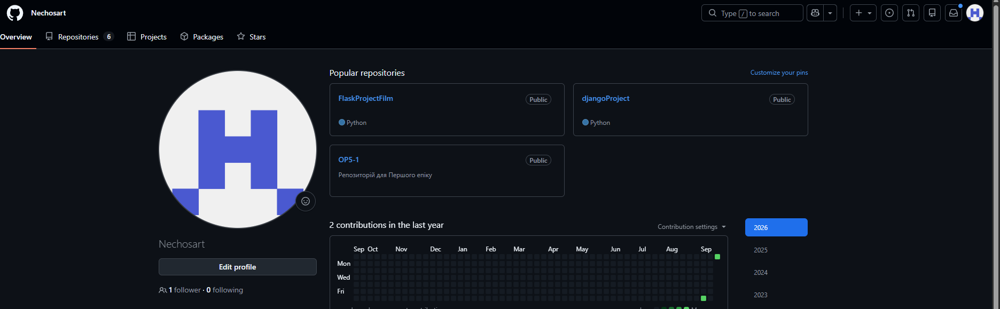 Nechosart
Type / to search
Overview
Repositories 6
Projects
Packages
Stars
Popular repositories
Customize your pins
FlaskProjectFilm
Public
Python
djangoProject
Public
Python
OP5-1
Public
Репозиторій для Першого епіку
Nechosart
Edit profile
1 follower · 0 following
2 contributions in the last year
Contribution settings
Sep Oct Nov Dec Jan Feb Mar Apr May Jun Jul Aug Sep
Mon
Wed
Fri
2026
2025
2024
2023